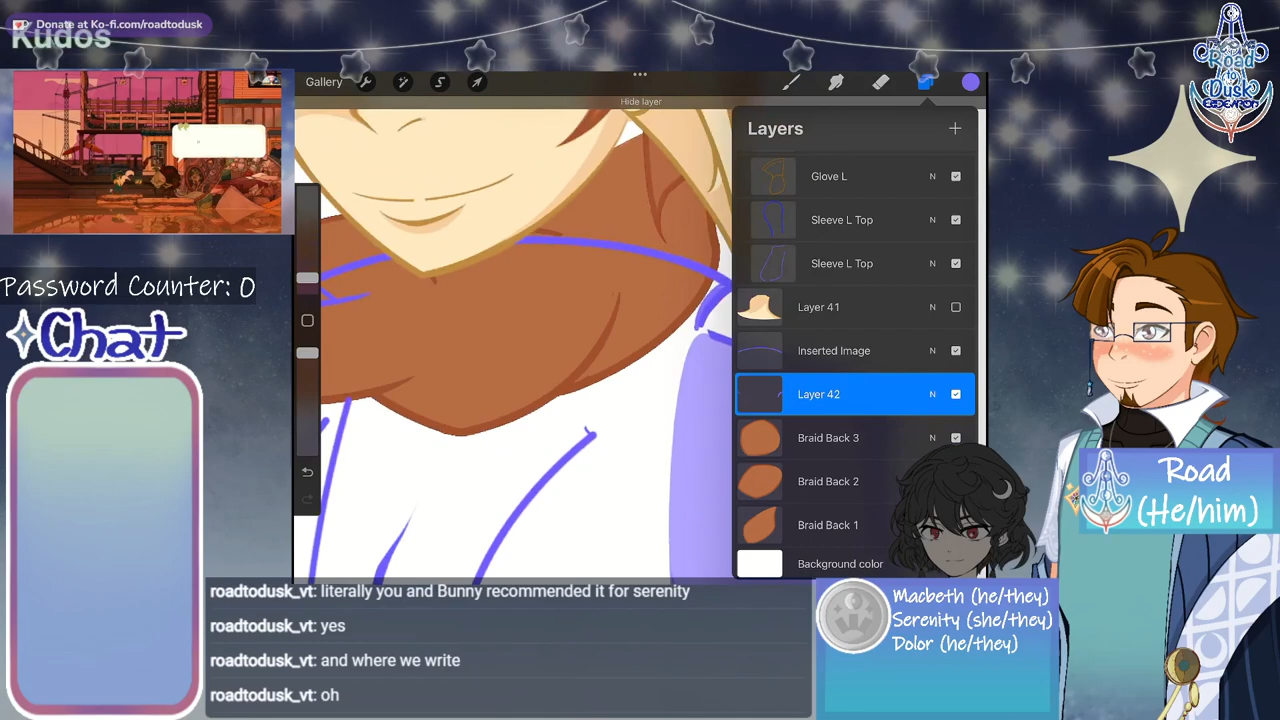 Donate at Ko-fi.com/roadtodusk
Kudos
Gallery
Hide layer
Layers
Glove L
N
Sleeve L Top
N
Sleeve L Top
N
Layer 41
N
Inserted Image
N
Layer 42
N
Braid Back 3
N
Braid Back 2
Braid Back 1
Background color
Password Counter: 0
Chat
Road
to
Dusk
Road
(He/him)
Macbeth (he/they)
Serenity (she/they)
Dolor (he/they)
roadtodusk_vt: literally you and Bunny recommended it for serenity
roadtodusk_vt: yes
roadtodusk_vt: and where we write
roadtodusk_vt: oh